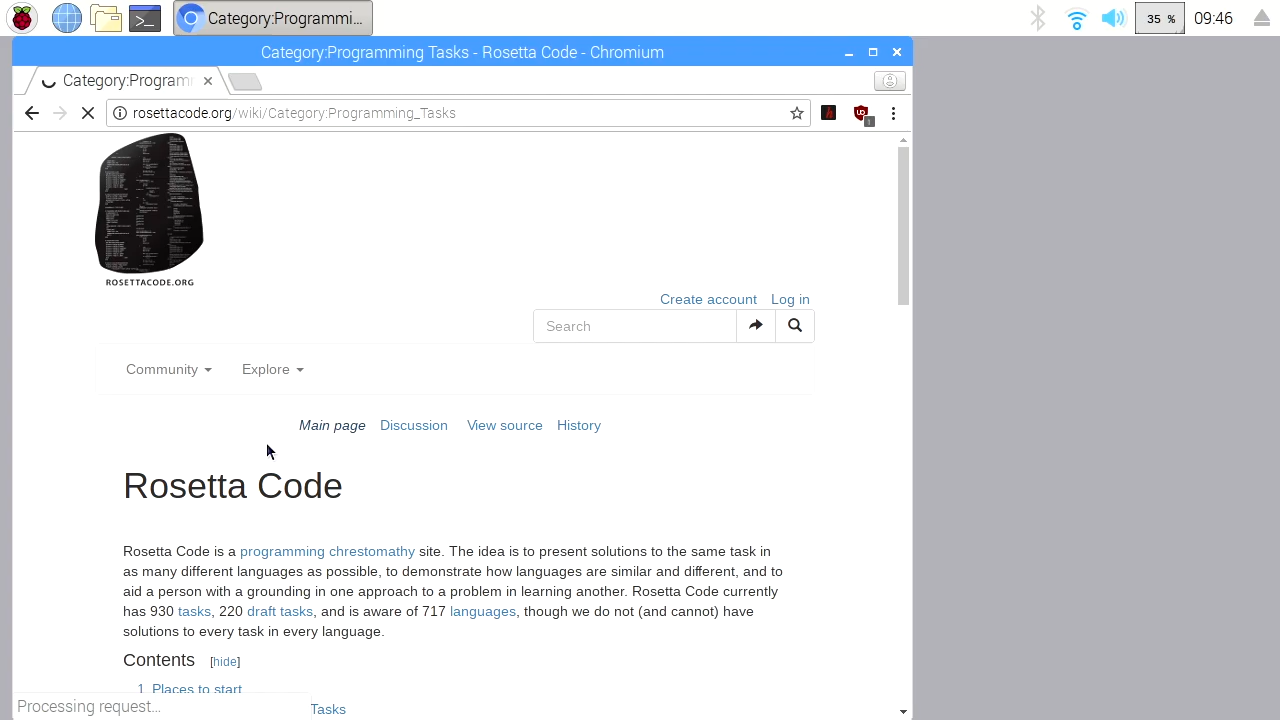 Category:Programmi...
35 %
09:46
Category:Programming Tasks - Rosetta Code - Chromium
Category:Program
rosettacode.org/wiki/Category:Programming_Tasks
ROSETTACODE.ORG
Create account Log in
Search
Community Explore
Main page Discussion View source History
Rosetta Code
Rosetta Code is a programming chrestomathy site. The idea is to present solutions to the same task in
as many different languages as possible, to demonstrate how languages are similar and different, and to
aid a person with a grounding in one approach to a problem in learning another. Rosetta Code currently
has 930 tasks, 220 draft tasks, and is aware of 717 languages, though we do not (and cannot) have
solutions to every task in every language.
Contents [hide]
1. Places to start
Processing request...
Tasks